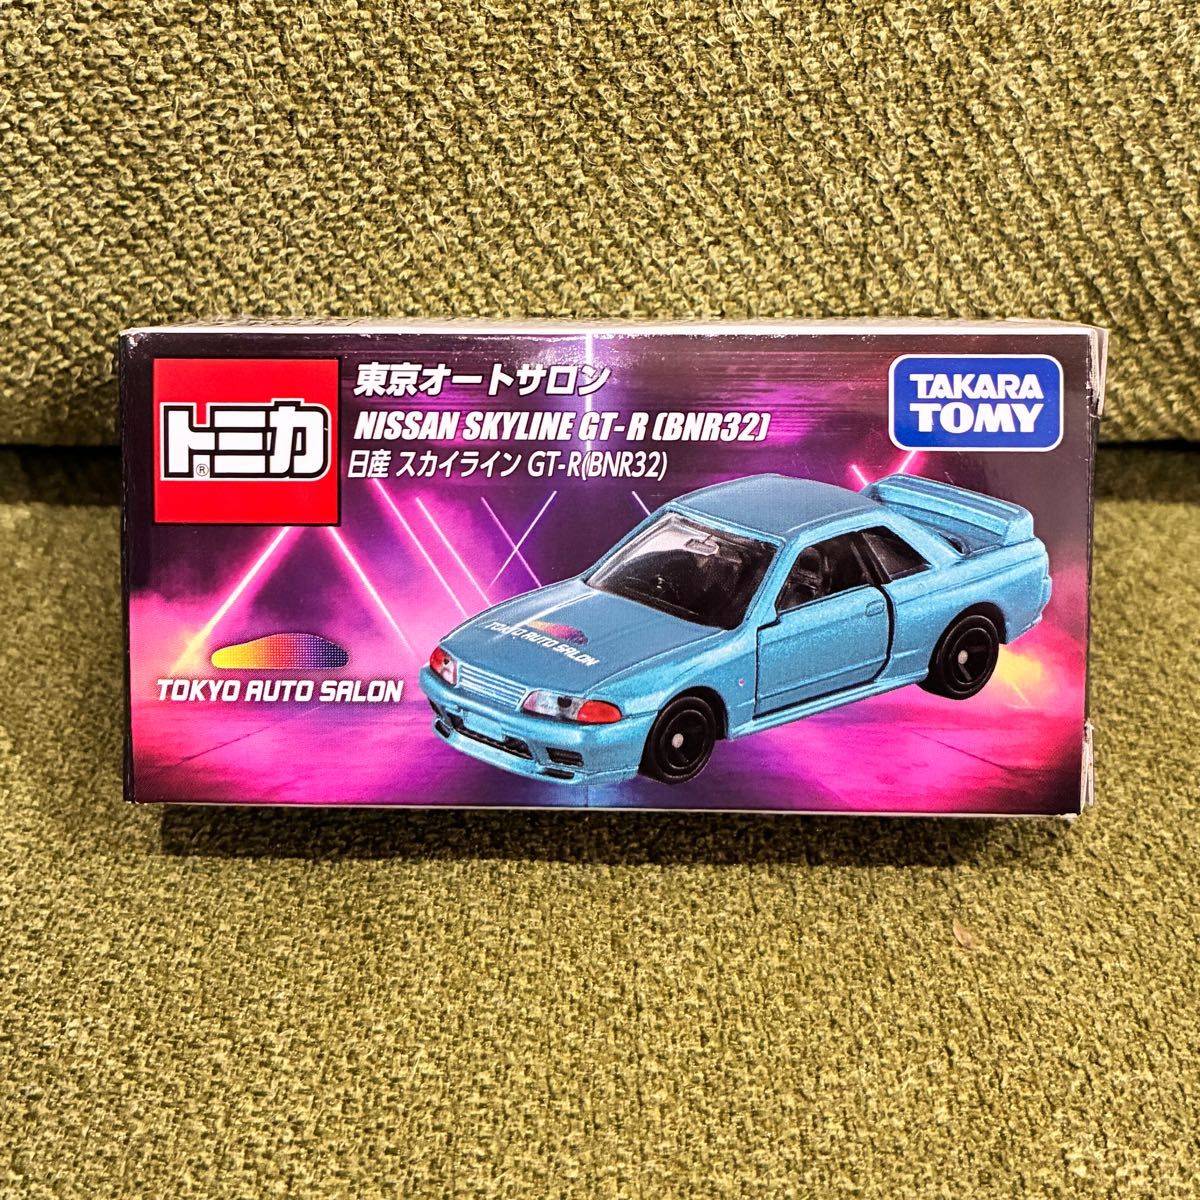 トミカ®
東京オートサロン
NISSAN SKYLINE GT-R (BNR32)
日産 スカイライン GT-R(BNR32)
TAKARA
TOMY
TOKYO AUTO SALON
TOKYO AUTO SALON